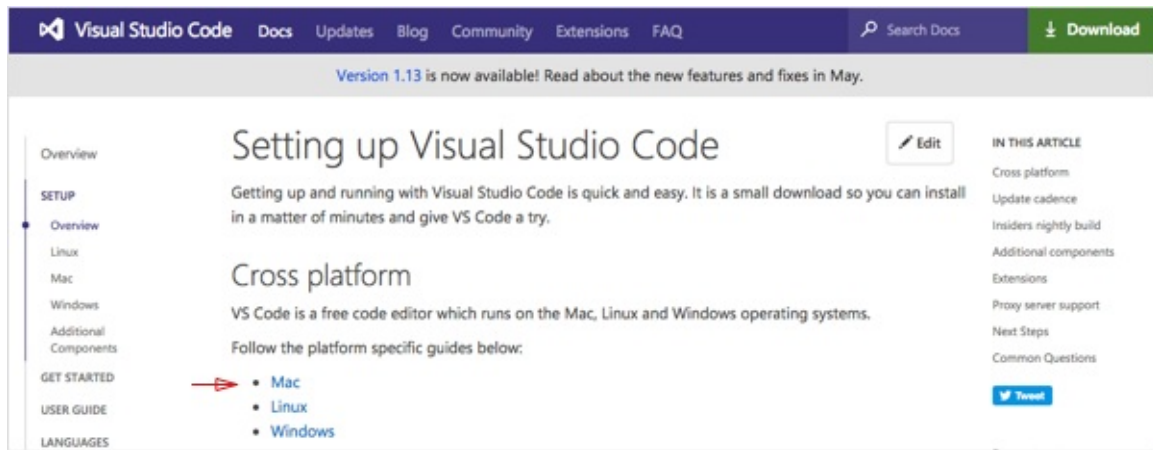 Visual Studio Code Docs Updates Blog Community Extensions FAQ Search Docs Download
Version 1.13 is now available! Read about the new features and fixes in May.
Overview
SETUP
Overview
Linux
Mac
Windows
Additional
Components
GET STARTED
USER GUIDE
LANGUAGES
Setting up Visual Studio Code
Edit
Getting up and running with Visual Studio Code is quick and easy. It is a small download so you can install
in a matter of minutes and give VS Code a try.
Cross platform
VS Code is a free code editor which runs on the Mac, Linux and Windows operating systems.
Follow the platform specific guides below:
• Mac
• Linux
• Windows
IN THIS ARTICLE
Cross platform
Update cadence
Insiders nightly build
Additional components
Extensions
Proxy server support
Next Steps
Common Questions
Tweet